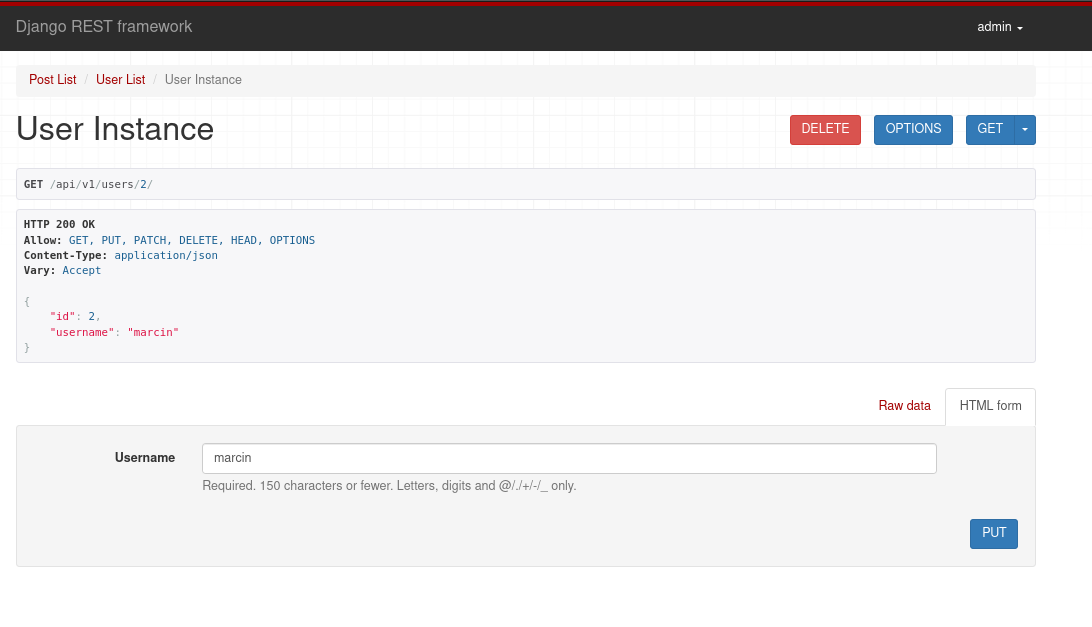 Django REST framework
admin
Post List / User List / User Instance
User Instance
DELETE
OPTIONS
GET
GET /api/v1/users/2/
HTTP 200 OK
Allow: GET, PUT, PATCH, DELETE, HEAD, OPTIONS
Content-Type: application/json
Vary: Accept
{
    "id": 2,
    "username": "marcin"
}
Raw data
HTML form
Username
marcin
Required. 150 characters or fewer. Letters, digits and @/./+/-/_ only.
PUT